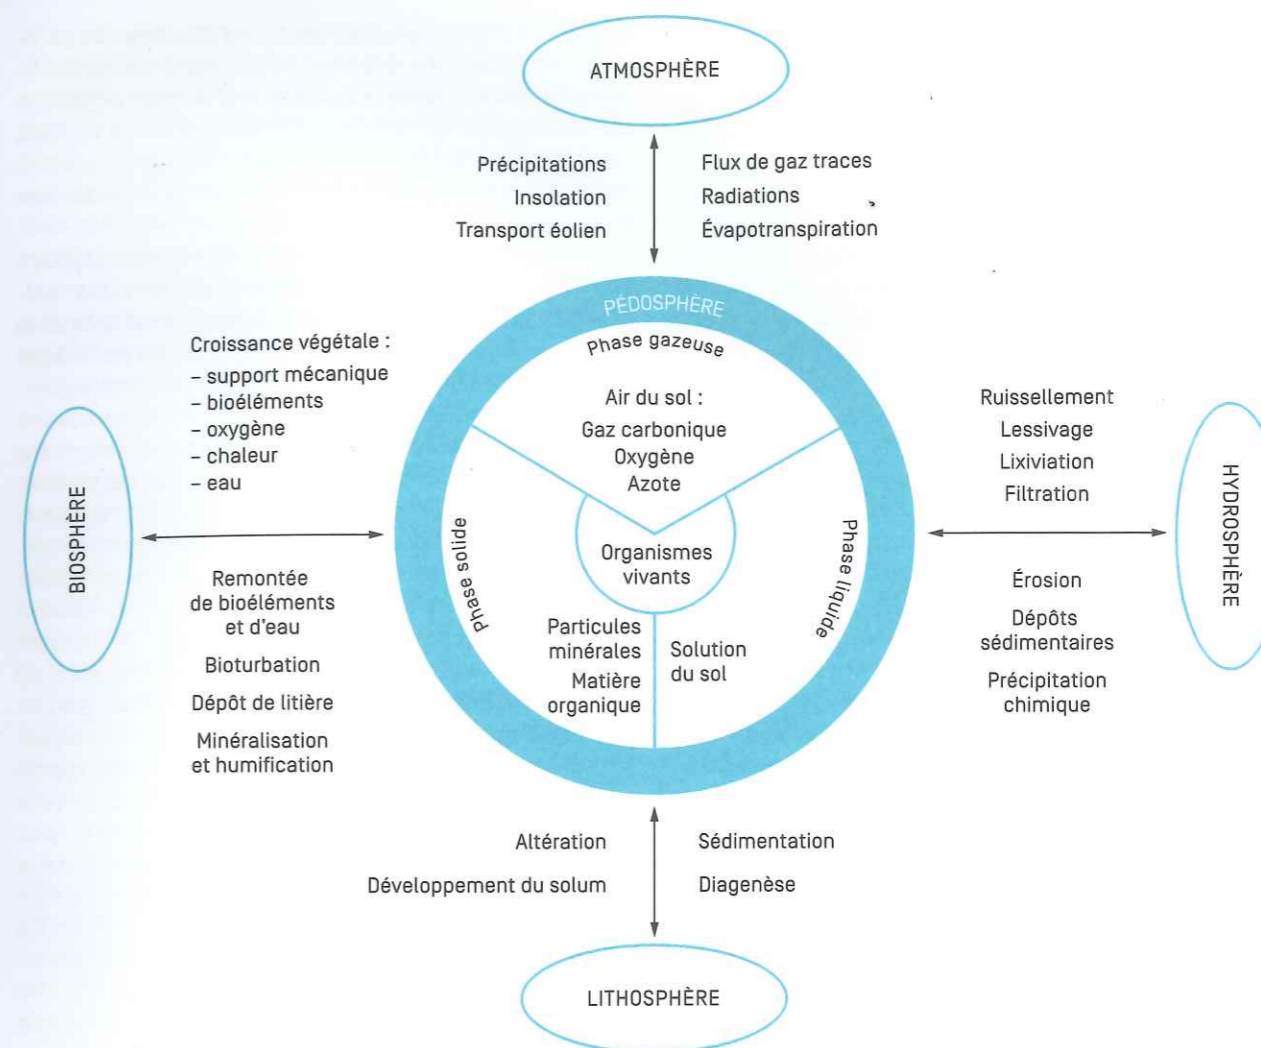 ATMOSPHÈRE
Précipitations
Insolation
Transport éolien
Flux de gaz traces
Radiations
Évapotranspiration
PÉDOSPHÈRE
Phase gazeuse
Air du sol :
Gaz carbonique
Oxygène
Azote
Organismes
vivants
Phase solide
Particules
minérales
Matière
organique
Phase liquide
Solution
du sol
BIOSPHÈRE
Croissance végétale :
– support mécanique
– bioéléments
– oxygène
– chaleur
– eau
Remontée
de bioéléments
et d'eau
Bioturbation
Dépôt de litière
Minéralisation
et humification
HYDROSPHÈRE
Ruissellement
Lessivage
Lixiviation
Filtration
Érosion
Dépôts
sédimentaires
Précipitation
chimique
Altération
Développement du solum
Sédimentation
Diagenèse
LITHOSPHÈRE